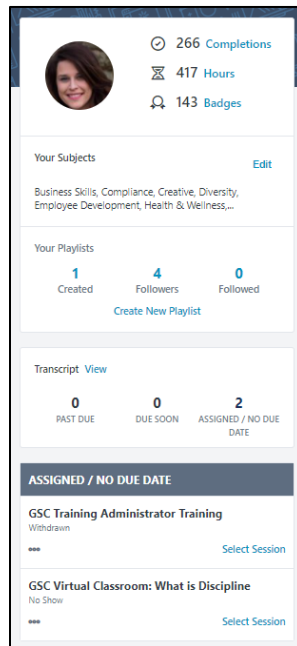 266 Completions
417 Hours
143 Badges
Your Subjects
Edit
Business Skills, Compliance, Creative, Diversity,
Employee Development, Health & Wellness,...
Your Playlists
1 4 0
Created Followers Followed
Create New Playlist
Transcript View
0 0 2
PAST DUE DUE SOON ASSIGNED / NO DUE
DATE
ASSIGNED / NO DUE DATE
GSC Training Administrator Training
Withdrawn
Select Session
GSC Virtual Classroom: What is Discipline
No Show
Select Session